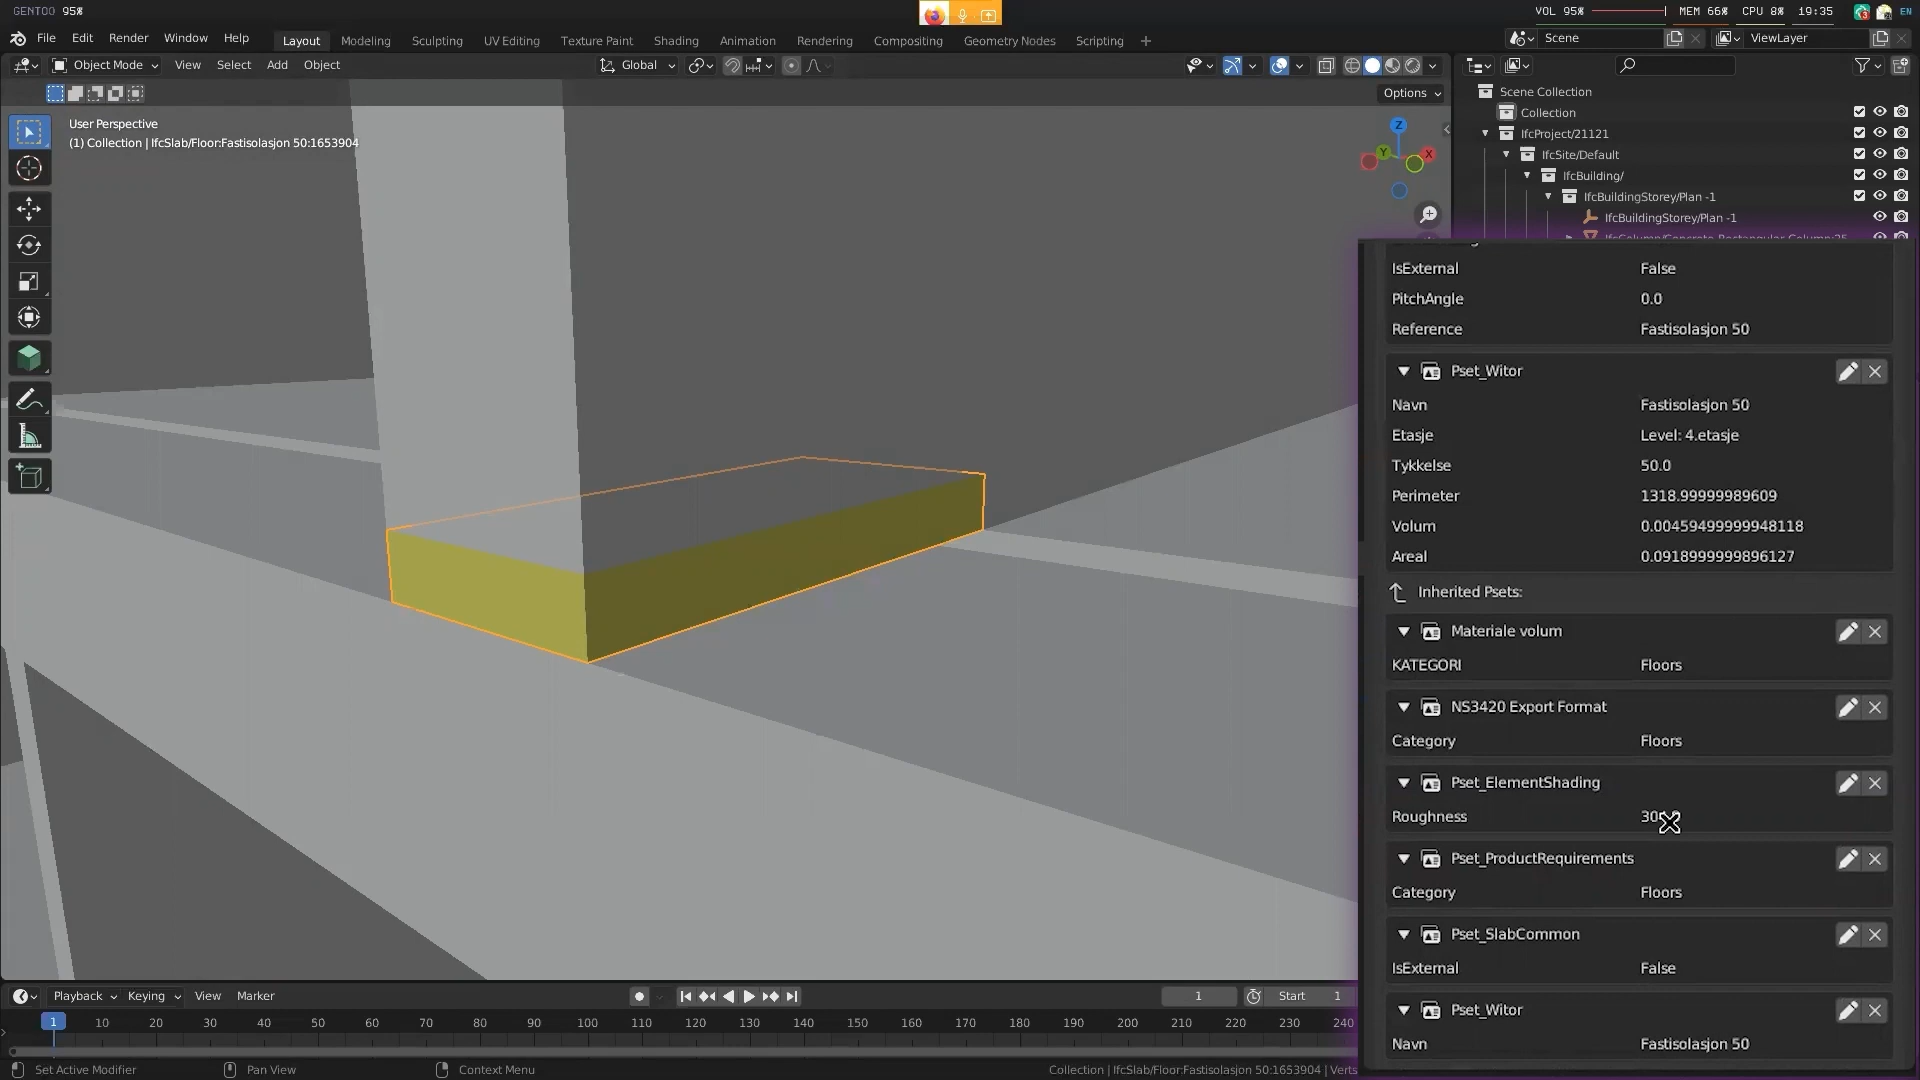 GENTOO 95% VOL 95% MEM 66% CPU 8% 19:35 EN
File Edit Render Window Help Layout Modeling Sculpting UV Editing Texture Paint Shading Animation Rendering Compositing Geometry Nodes Scripting + Scene ViewLayer
Object Mode View Select Add Object Global
Options
User Perspective
(1) Collection | IfcSlab/Floor:Fastisolasjon 50:1653904
Z
Y
X
Scene Collection
Collection
IfcProject/21121
IfcSite/Default
IfcBuilding/
IfcBuildingStorey/Plan -1
IfcBuildingStorey/Plan -1
IsExternal False
PitchAngle 0.0
Reference Fastisolasjon 50
Pset_Witor
Navn Fastisolasjon 50
Etasje Level: 4.etasje
Tykkelse 50.0
Perimeter 1318.99999989609
Volum 0.00459499999948118
Areal 0.0918999999896127
Inherited Psets:
Materiale volum
KATEGORI Floors
NS3420 Export Format
Category Floors
Pset_ElementShading
Roughness
Pset_ProductRequirements
Category Floors
Pset_SlabCommon
IsExternal False
Pset_Witor
Navn Fastisolasjon 50
Playback Keying View Marker 1 Start 1
1 10 20 30 40 50 60 70 80 90 100 110 120 130 140 150 160 170 180 190 200 210 220 230 240
Set Active Modifier Pan View Context Menu Collection | IfcSlab/Floor:Fastisolasjon 50:1653904 | Verts